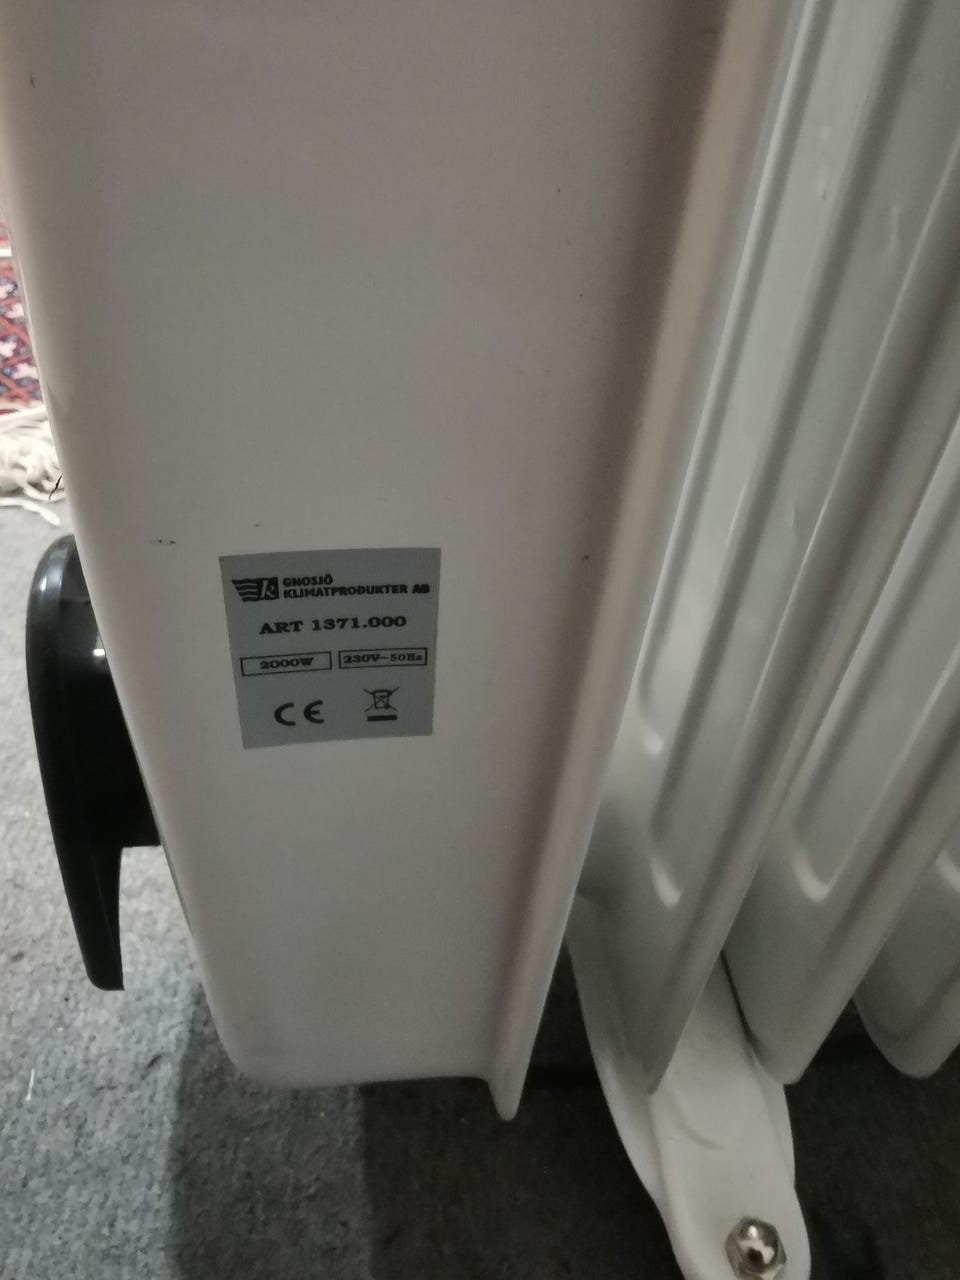 k GNOSJÖ
KLIMATPRODUKTER AB
ART 1371.000
2000W 230V~50Hz
CE